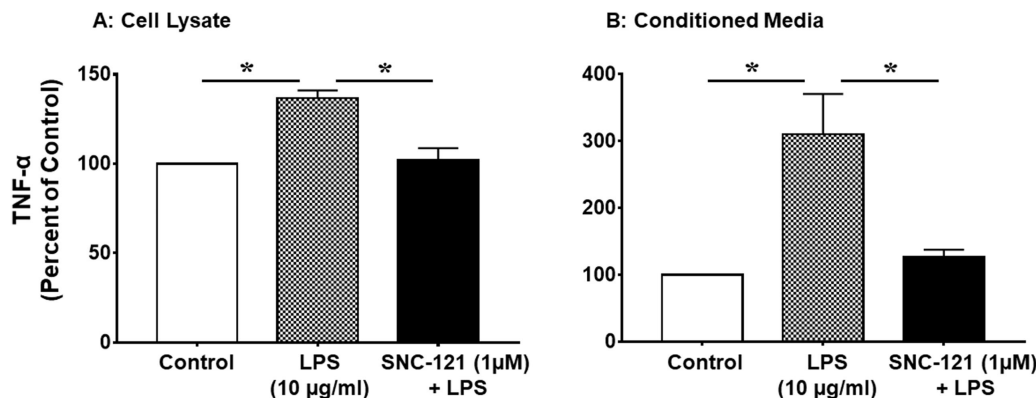 A: Cell Lysate
TNF-α
(Percent of Control)
150
100
50
0
*
*
Control
LPS
(10 µg/ml)
SNC-121 (1µM)
+ LPS
B: Conditioned Media
400
300
200
100
0
*
*
Control
LPS
(10 µg/ml)
SNC-121 (1µM)
+ LPS